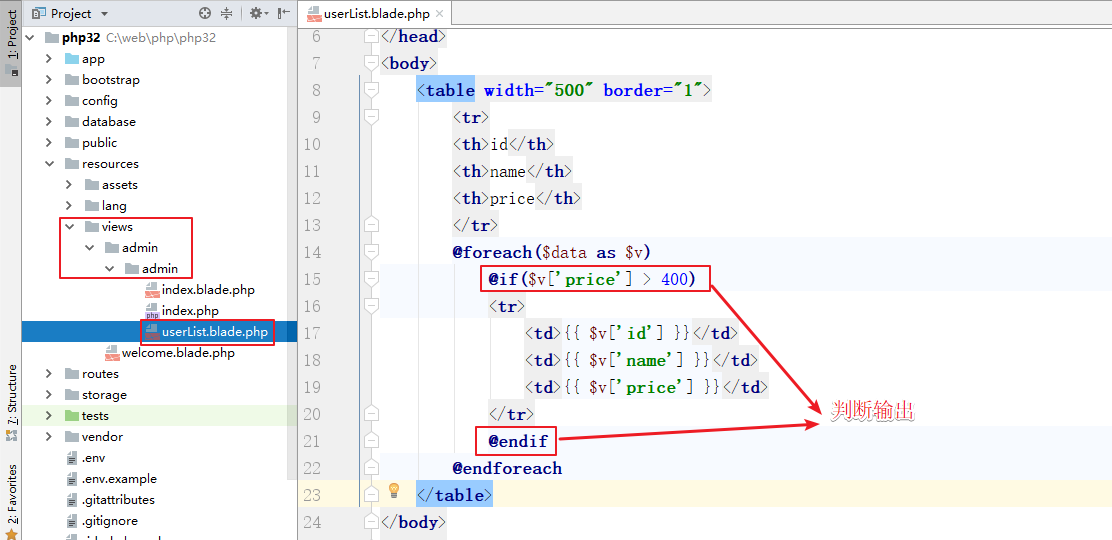 Project
userList.blade.php
1: Project
php32 C:\web\php\php32
app
bootstrap
config
database
public
resources
assets
lang
views
admin
admin
index.blade.php
index.php
userList.blade.php
welcome.blade.php
routes
storage
tests
vendor
.env
.env.example
.gitattributes
.gitignore
7: Structure
2: Favorites
6 </head>
7 <body>
8 <table width="500" border="1">
9 <tr>
10 <th>id</th>
11 <th>name</th>
12 <th>price</th>
13 </tr>
14 @foreach($data as $v)
15 @if($v['price'] > 400)
16 <tr>
17 <td>{{ $v['id'] }}</td>
18 <td>{{ $v['name'] }}</td>
19 <td>{{ $v['price'] }}</td>
20 </tr>
21 @endif
22 @endforeach
23 </table>
24 </body>
判断输出